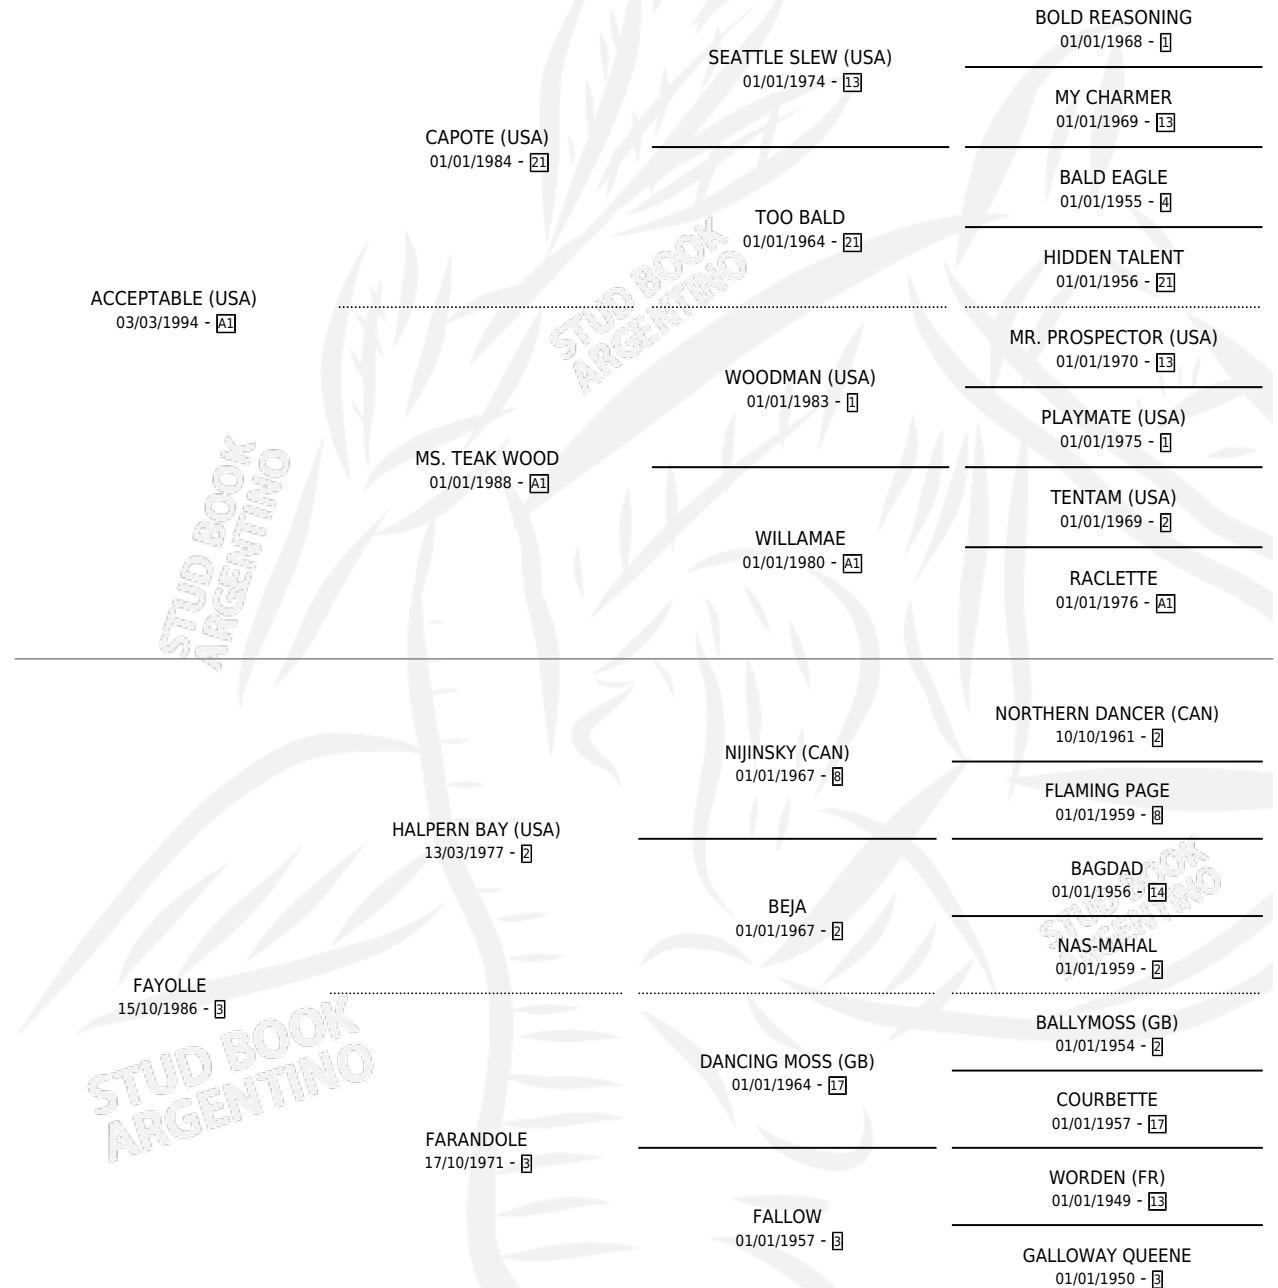 BOLD REASONING
01/01/1968 - 1
SEATTLE SLEW (USA)
01/01/1974 - 13
MY CHARMER
01/01/1969 - 13
CAPOTE (USA)
01/01/1984 - 21
BALD EAGLE
01/01/1955 - 4
TOO BALD
01/01/1964 - 21
HIDDEN TALENT
01/01/1956 - 21
ACCEPTABLE (USA)
03/03/1994 - A1
STUD BOOK
ARGENTINO
MR. PROSPECTOR (USA)
01/01/1970 - 13
WOODMAN (USA)
01/01/1983 - 1
PLAYMATE (USA)
01/01/1975 - 1
MS. TEAK WOOD
01/01/1988 - A1
TENTAM (USA)
01/01/1969 - 2
WILLAMAE
01/01/1980 - A1
RACLETTE
01/01/1976 - A1
STUD BOOK
ARGENTINO
NORTHERN DANCER (CAN)
10/10/1961 - 2
NIJINSKY (CAN)
01/01/1967 - 8
FLAMING PAGE
01/01/1959 - 8
HALPERN BAY (USA)
13/03/1977 - 2
BAGDAD
01/01/1956 - 14
BEJA
01/01/1967 - 2
NAS-MAHAL
01/01/1959 - 2
STUD BOOK
ARGENTINO
FAYOLLE
15/10/1986 - 3
BALLYMOSS (GB)
01/01/1954 - 2
DANCING MOSS (GB)
01/01/1964 - 17
COURBETTE
01/01/1957 - 17
STUD BOOK
ARGENTINO
FARANDOLE
17/10/1971 - 3
WORDEN (FR)
01/01/1949 - 13
FALLOW
01/01/1957 - 3
GALLOWAY QUEENE
01/01/1950 - 3